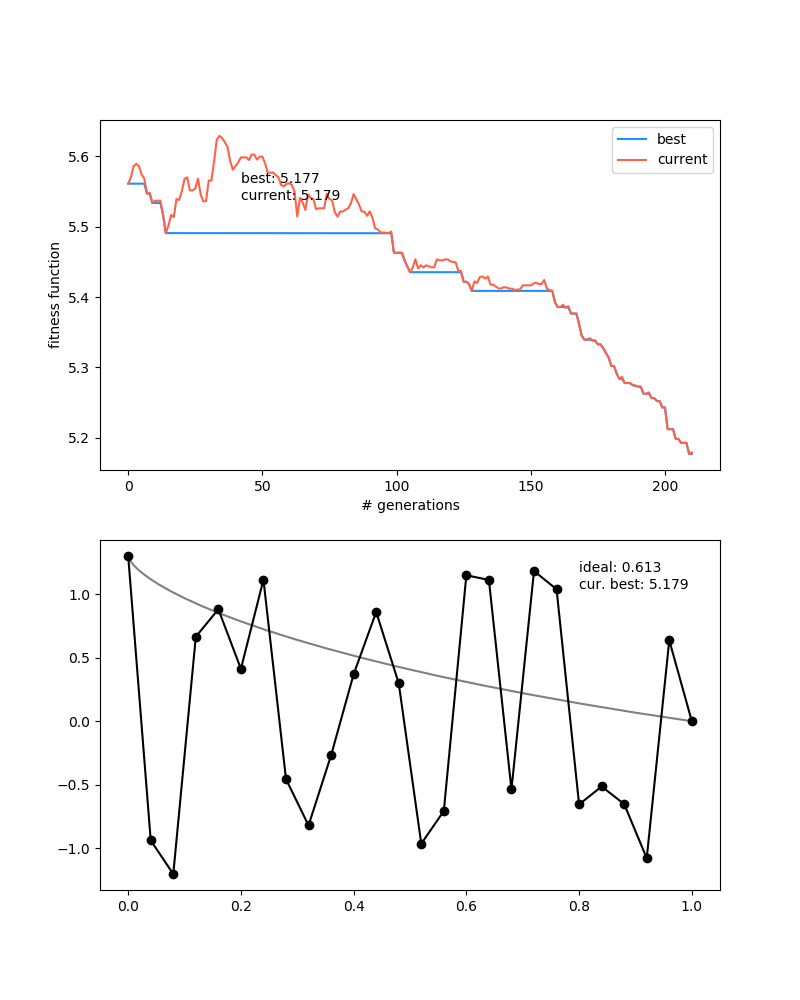 best
current
best: 5.177
current: 5.179
fitness function
5.6
5.5
5.4
5.3
5.2
0 50 100 150 200
# generations
ideal: 0.613
cur. best: 5.179
1.0
0.5
0.0
−0.5
−1.0
0.0 0.2 0.4 0.6 0.8 1.0